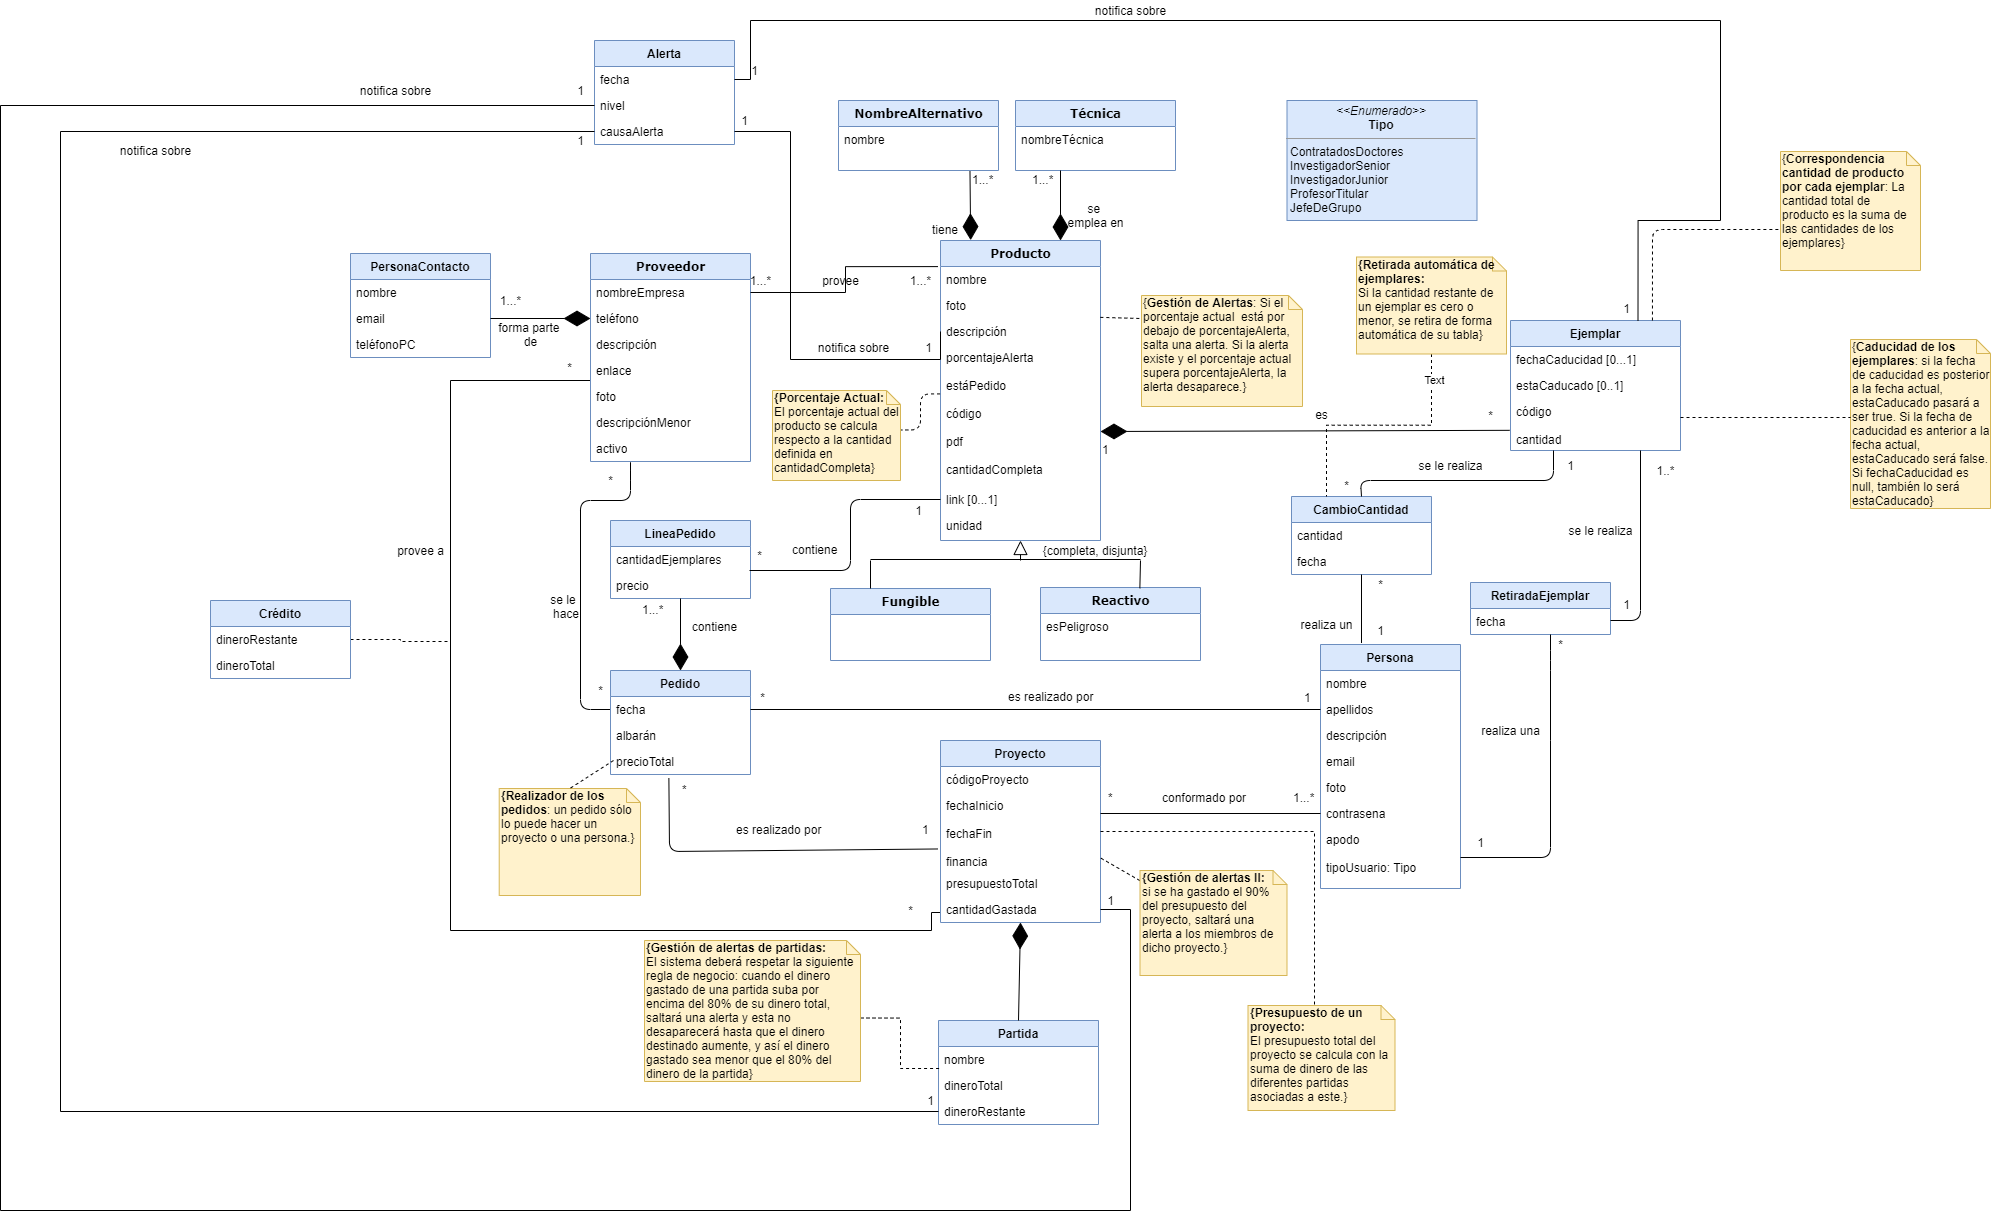 notifica sobre
Alerta
fecha
nivel
causaAlerta
1
1
1
1
notifica sobre
notifica sobre
NombreAlternativo
nombre
1...*
tiene
Técnica
nombreTécnica
1...*
se
emplea en
<<Enumerado>>
Tipo
ContratadosDoctores
InvestigadorSenior
InvestigadorJunior
ProfesorTitular
JefeDeGrupo
{Correspondencia
cantidad de producto
por cada ejemplar: La
cantidad total de
producto es la suma de
las cantidades de los
ejemplares}
PersonaContacto
nombre
email
teléfonoPC
1...*
forma parte
de
Proveedor
nombreEmpresa
teléfono
descripción
enlace
foto
descripciónMenor
activo
1...*
provee
1...*
notifica sobre
1
*
*
Producto
nombre
foto
descripción
porcentajeAlerta
estáPedido
código
pdf
cantidadCompleta
link [0...1]
unidad
{Gestión de Alertas: Si el
porcentaje actual está por
debajo de porcentajeAlerta,
salta una alerta. Si la alerta
existe y el porcentaje actual
supera porcentajeAlerta, la
alerta desaparece.}
{Retirada automática de
ejemplares:
Si la cantidad restante de
un ejemplar es cero o
menor, se retira de forma
automática de su tabla}
Text
es
1
Ejemplar
fechaCaducidad [0...1]
estaCaducado [0..1]
código
cantidad
*
1
{Caducidad de los
ejemplares: si la fecha
de caducidad es posterior
a la fecha actual,
estaCaducado pasará a
ser true. Si la fecha de
caducidad es anterior a la
fecha actual,
estaCaducado será false.
Si fechaCaducidad es
null, también lo será
estaCaducado}
{Porcentaje Actual:
El porcentaje actual del
producto se calcula
respecto a la cantidad
definida en
cantidadCompleta}
se le realiza
1
*
1..*
se le realiza
1
CambioCantidad
cantidad
fecha
*
realiza un
1
RetiradaEjemplar
fecha
*
realiza una
1
LineaPedido
cantidadEjemplares
precio
*
contiene
1
1...*
contiene
{completa, disjunta}
Fungible
Reactivo
esPeligroso
provee a
se le
hace
*
Crédito
dineroRestante
dineroTotal
Pedido
fecha
albarán
precioTotal
*
es realizado por
1
*
es realizado por
1
Persona
nombre
apellidos
descripción
email
foto
contrasena
apodo
tipoUsuario: Tipo
{Realizador de los
pedidos: un pedido sólo
lo puede hacer un
proyecto o una persona.}
Proyecto
códigoProyecto
fechaInicio
fechaFin
financia
presupuestoTotal
cantidadGastada
*
conformado por
1...*
*
1
{Gestión de alertas II:
si se ha gastado el 90%
del presupuesto del
proyecto, saltará una
alerta a los miembros de
dicho proyecto.}
{Gestión de alertas de partidas:
El sistema deberá respetar la siguiente
regla de negocio: cuando el dinero
gastado de una partida suba por
encima del 80% de su dinero total,
saltará una alerta y esta no
desaparecerá hasta que el dinero
destinado aumente, y así el dinero
gastado sea menor que el 80% del
dinero de la partida}
{Presupuesto de un
proyecto:
El presupuesto total del
proyecto se calcula con la
suma de dinero de las
diferentes partidas
asociadas a este.}
Partida
nombre
dineroTotal
dineroRestante
1